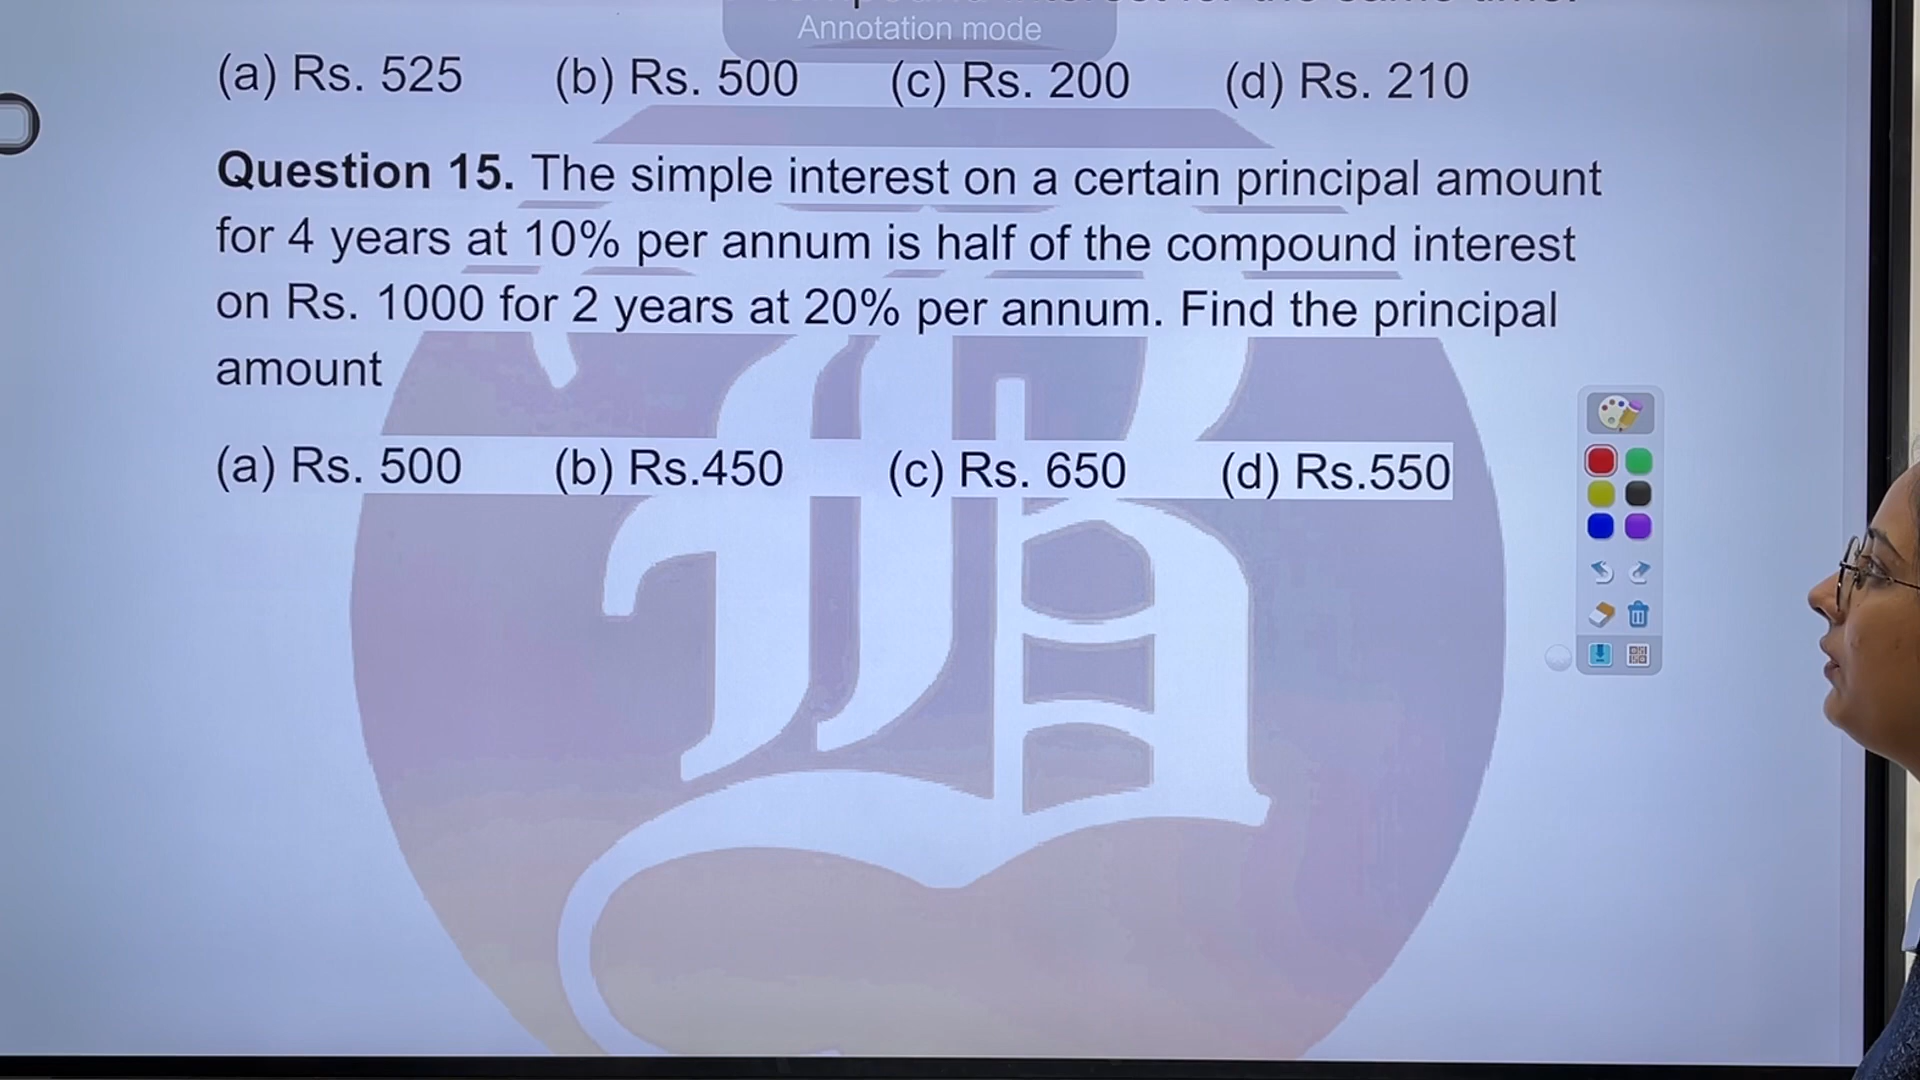 Annotation mode
(a) Rs. 525 (b) Rs. 500 (c) Rs. 200 (d) Rs. 210
Question 15. The simple interest on a certain principal amount
for 4 years at 10% per annum is half of the compound interest
on Rs. 1000 for 2 years at 20% per annum. Find the principal
amount
(a) Rs. 500 (b) Rs.450 (c) Rs. 650 (d) Rs.550